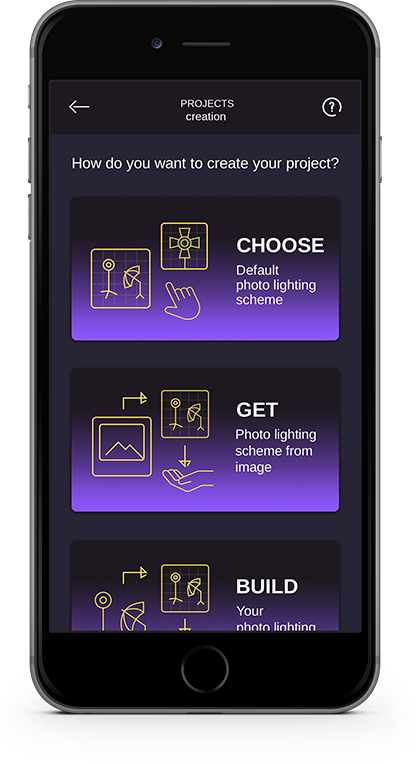 PROJECTS
creation
How do you want to create your project?
CHOOSE
Default
photo lighting
scheme
GET
Photo lighting
scheme from
image
BUILD
Your
photo lighting